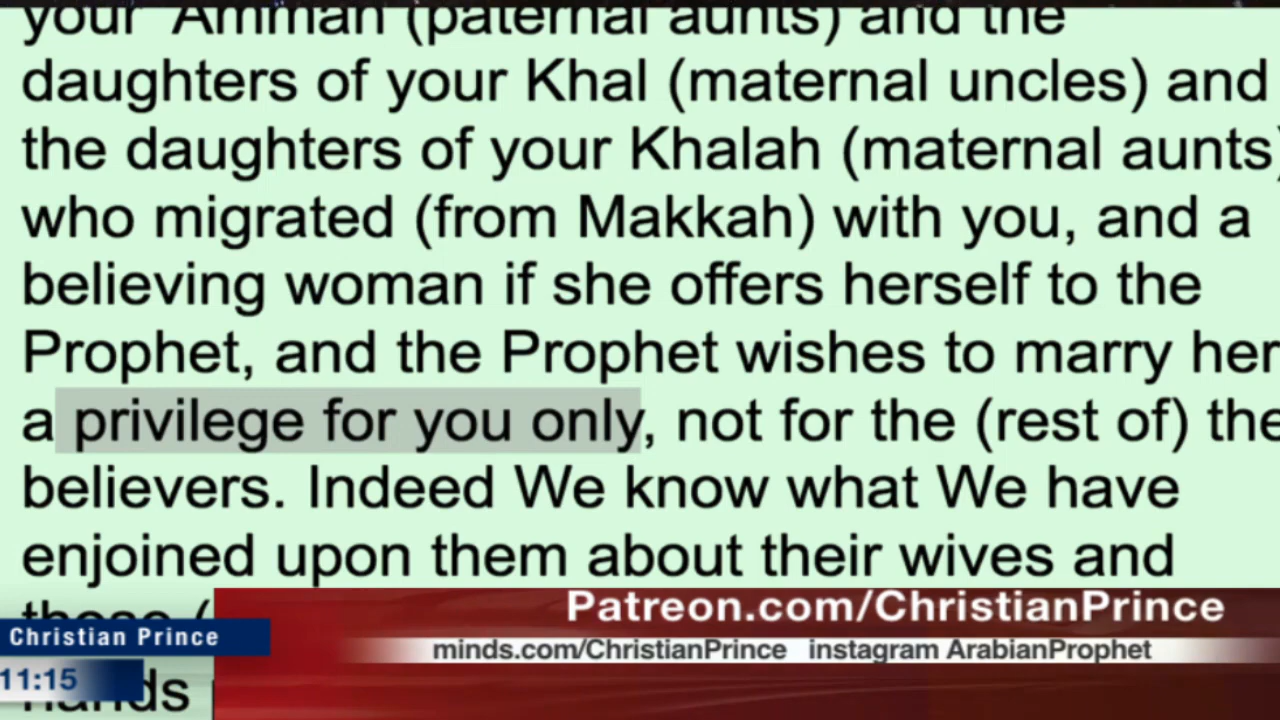 your 'Ammah (paternal aunts) and the
daughters of your Khal (maternal uncles) and
the daughters of your Khalah (maternal aunts)
who migrated (from Makkah) with you, and a
believing woman if she offers herself to the
Prophet, and the Prophet wishes to marry her
a privilege for you only, not for the (rest of) the
believers. Indeed We know what We have
enjoined upon them about their wives and
those (
hands
Patreon.com/ChristianPrince
Christian Prince
minds.com/ChristianPrince instagram ArabianProphet
11:15